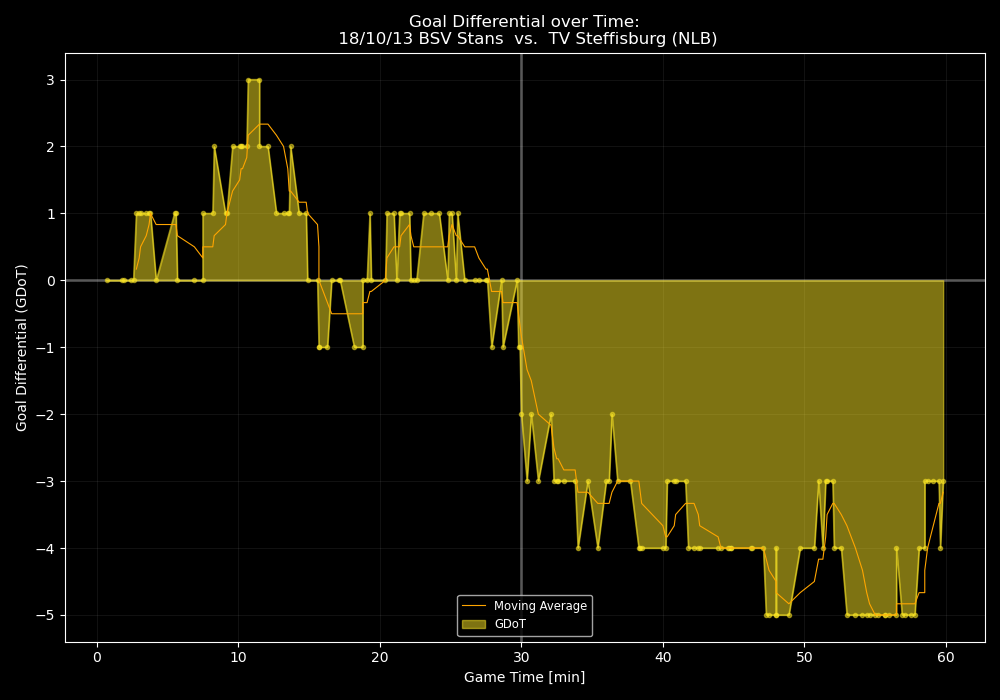 Goal Differential over Time:
18/10/13 BSV Stans  vs.  TV Steffisburg (NLB)
Goal Differential (GDoT)
3
2
1
0
−1
−2
−3
−4
−5
0 10 20 30 40 50 60
Game Time [min]
Moving Average
GDoT